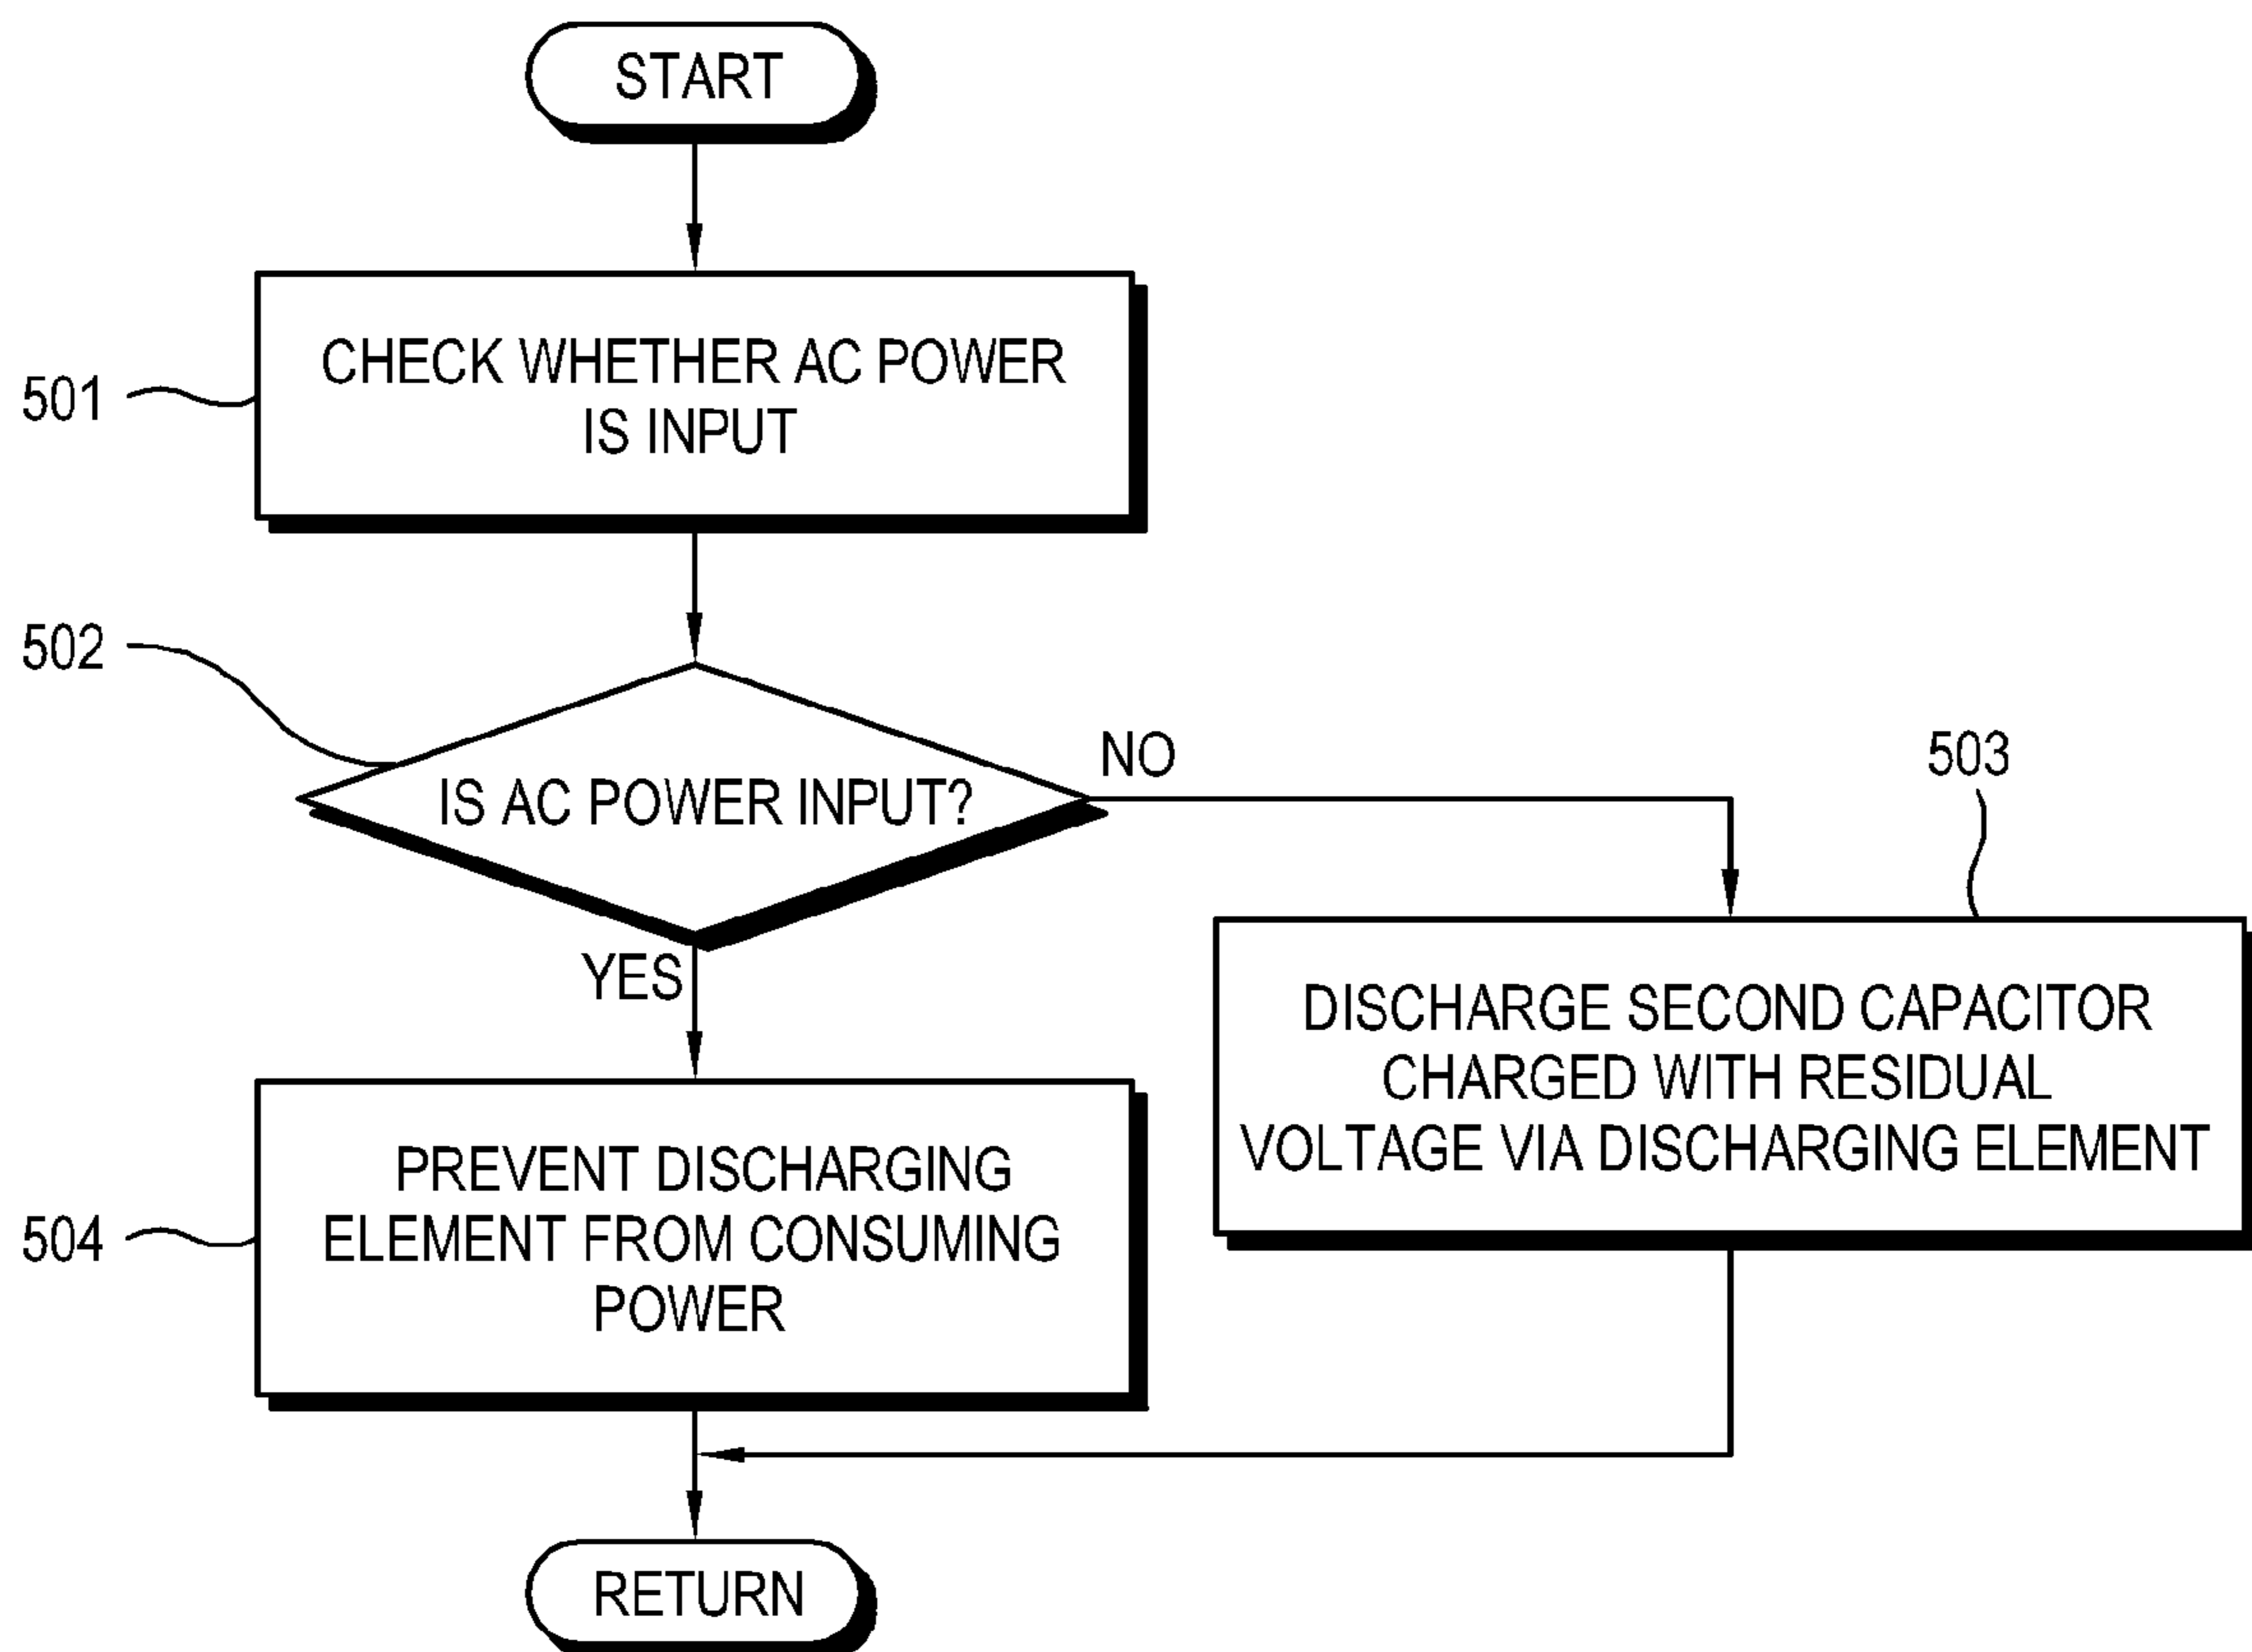 START
501
CHECK WHETHER AC POWER
IS INPUT
502
IS AC POWER INPUT?
NO
YES
503
DISCHARGE SECOND CAPACITOR
CHARGED WITH RESIDUAL
VOLTAGE VIA DISCHARGING ELEMENT
504
PREVENT DISCHARGING
ELEMENT FROM CONSUMING
POWER
RETURN